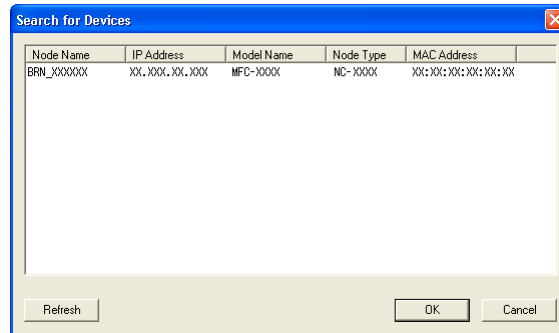 Search for Devices
Node Name IP Address Model Name Node Type MAC Address
BRN_XXXXXX XX.XXX.XX.XXX MFC-XXXX NC-XXXX XX:XX:XX:XX:XX:XX
Refresh OK Cancel